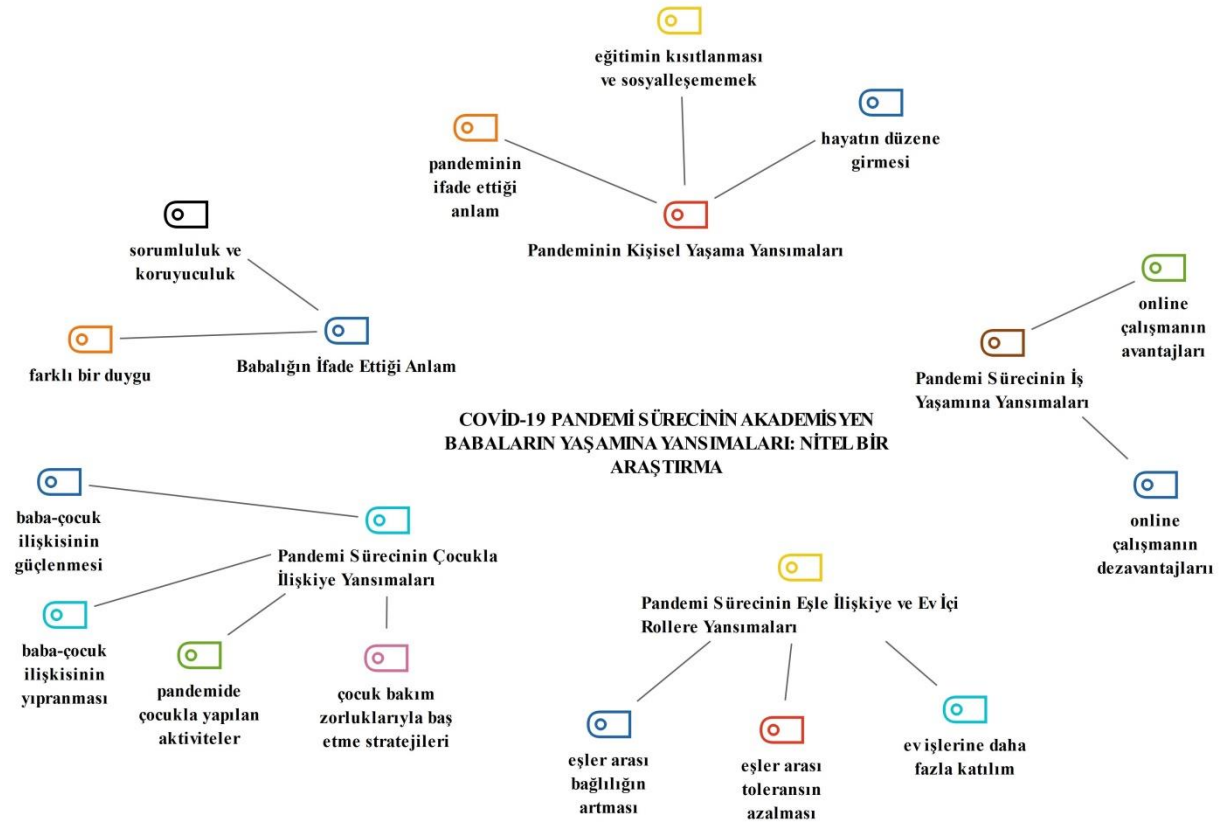 eğitimin kısıtlanması
ve sosyalleşememek
hayatın düzene
girmesi
pandeminin
ifade ettiği
anlam
Pandeminin Kişisel Yaşama Yansımaları
sorumluluk ve
koruyuculuk
farklı bir duygu
Babalığın İfade Ettiği Anlam
online
çalışmanın
avantajları
Pandemi Sürecinin İş
Yaşamına Yansımaları
online
çalışmanın
dezavantajlarıı
COVİD-19 PANDEMİ SÜRECİNİN AKADEMİSYEN
BABALARIN YAŞAMINA YANSIMALARI: NİTEL BİR
ARAŞTIRMA
baba-çocuk
ilişkisinin
güçlenmesi
Pandemi Sürecinin Çocukla
İlişkiye Yansımaları
baba-çocuk
ilişkisinin
yıpranması
pandemide
çocukla yapılan
aktiviteler
çocuk bakım
zorluklarıyla baş
etme stratejileri
Pandemi Sürecinin Eşle İlişkiye ve Ev İçi
Rollere Yansımaları
eşler arası
bağlılığın
artması
eşler arası
toleransın
azalması
ev işlerine daha
fazla katılım